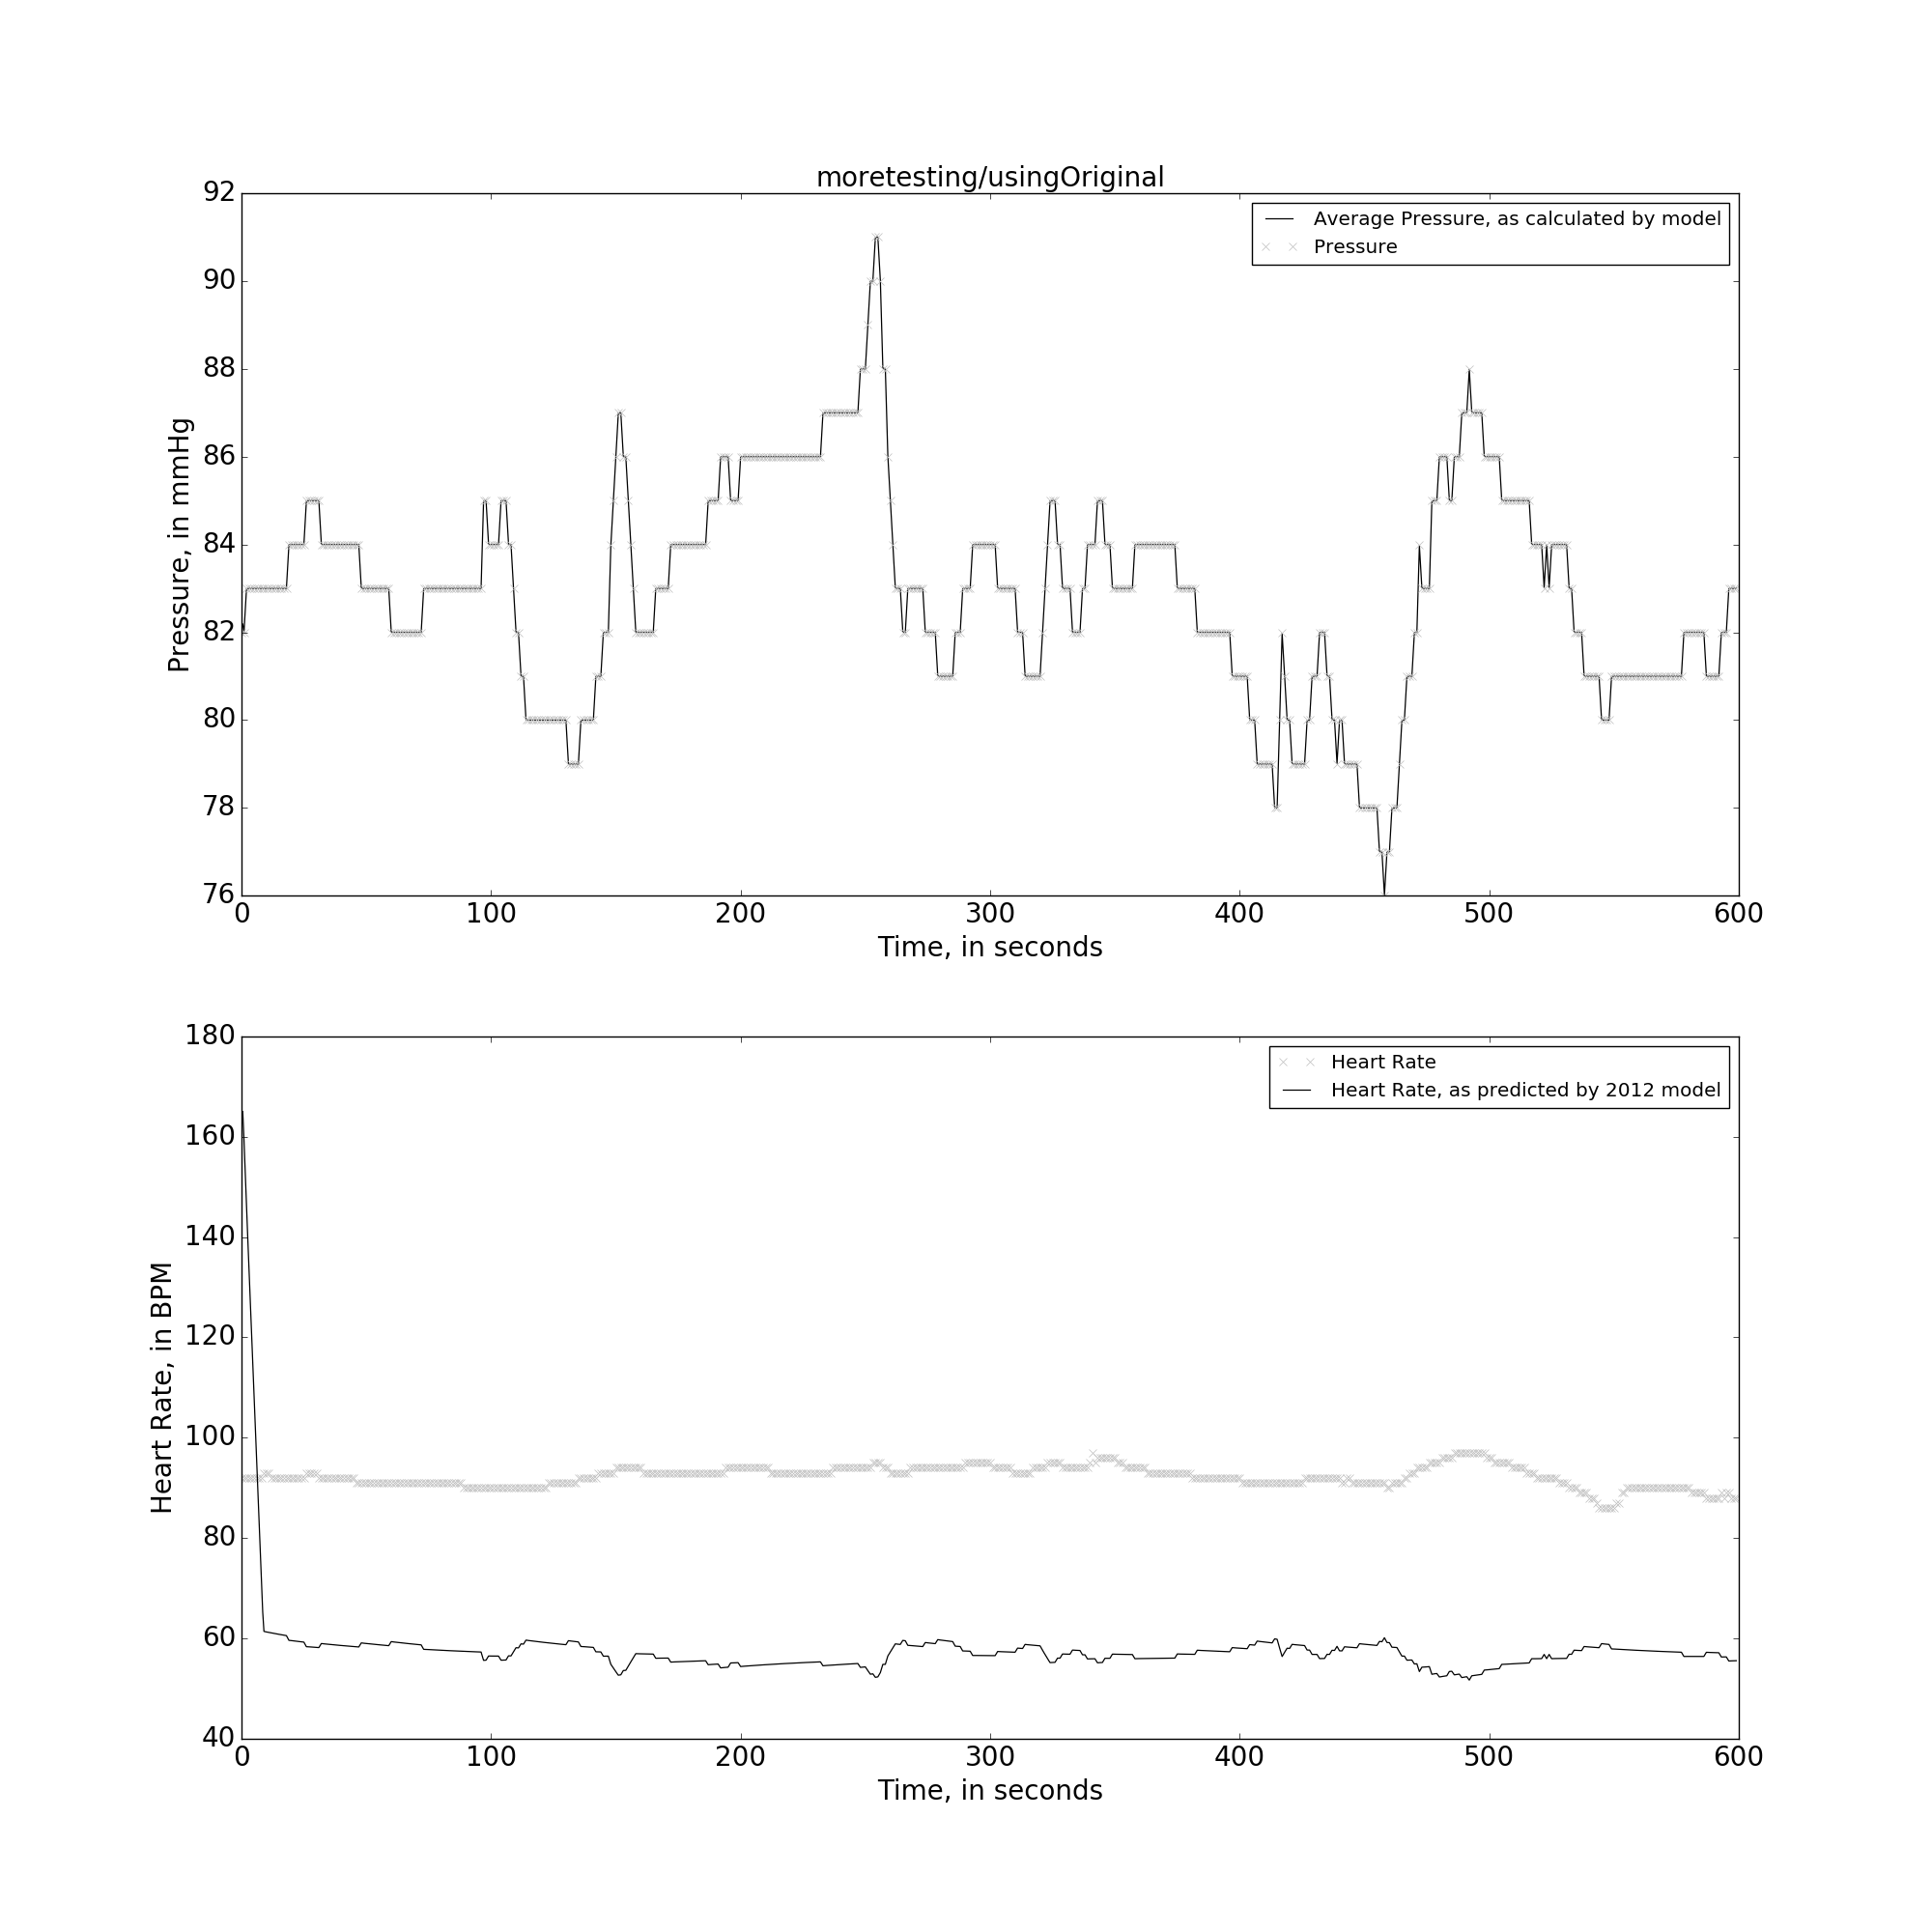 moretesting/usingOriginal
92
90
88
86
84
82
80
78
76
Pressure, in mmHg
Average Pressure, as calculated by model
Pressure
0 100 200 300 400 500 600
Time, in seconds
180
160
140
120
100
80
60
40
Heart Rate, in BPM
Heart Rate
Heart Rate, as predicted by 2012 model
0 100 200 300 400 500 600
Time, in seconds